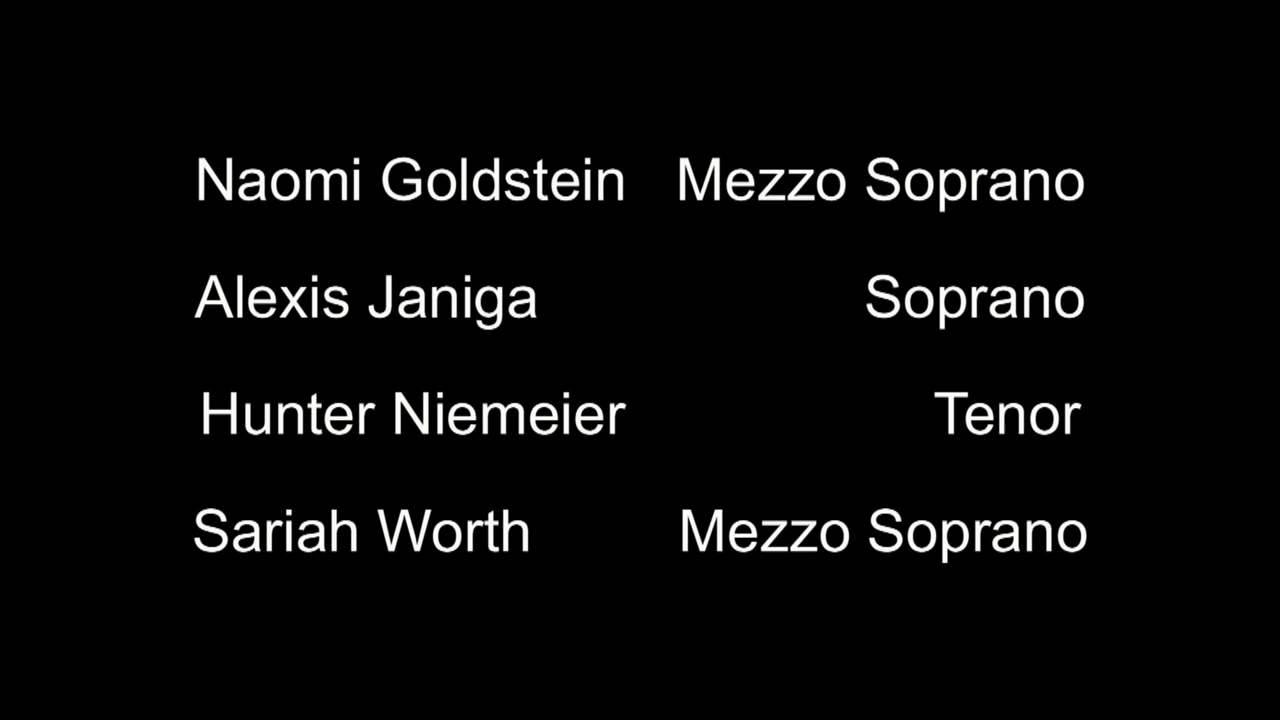 Naomi Goldstein Mezzo Soprano
Alexis Janiga Soprano
Hunter Niemeier Tenor
Sariah Worth Mezzo Soprano